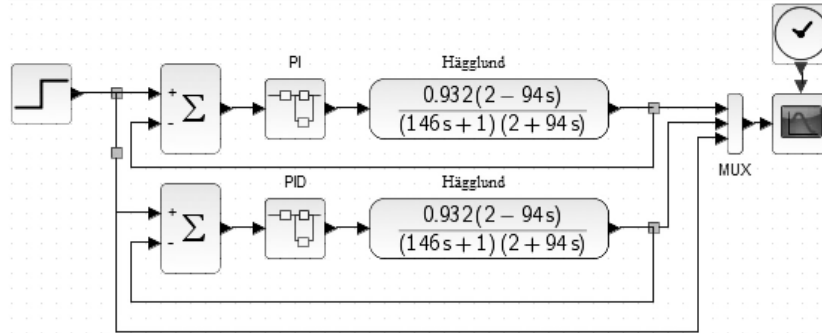 PI
Hägglund
+
-
Σ
0.932(2-94s)
(146s+1)(2+94s)
MUX
PID
Hägglund
+
-
Σ
0.932(2-94s)
(146s+1)(2+94s)